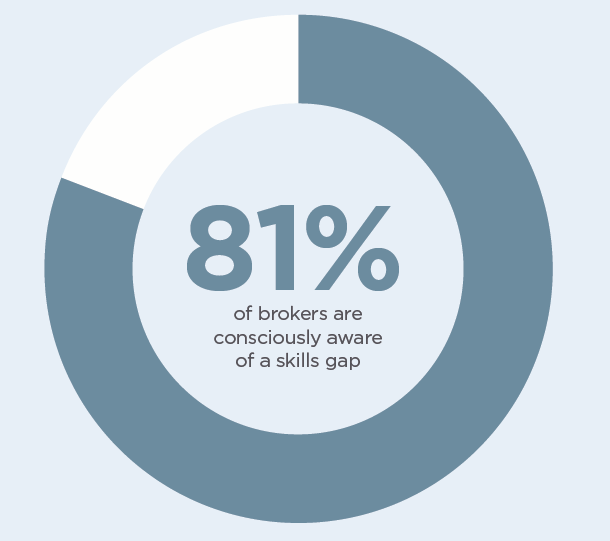 81%
of brokers are
consciously aware
of a skills gap